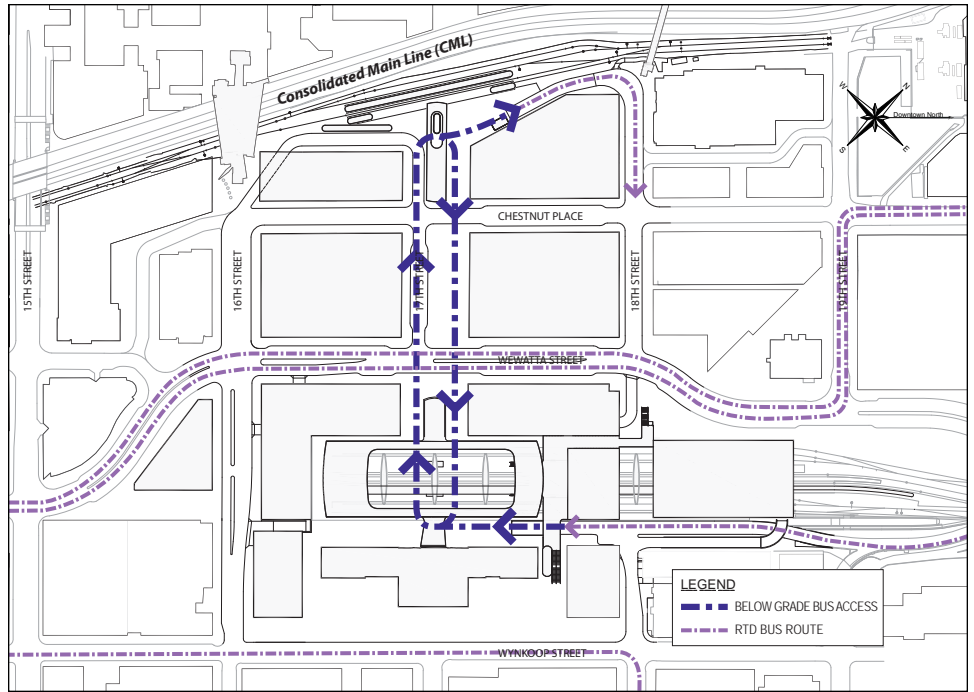 Consolidated Main Line (CML)
W
N
Downtown North
S
E
CHESTNUT PLACE
15TH STREET
16TH STREET
17TH STREET
18TH STREET
19TH STREET
WEWATTA STREET
LEGEND
BELOW GRADE BUS ACCESS
RTD BUS ROUTE
WYNKOOP STREET